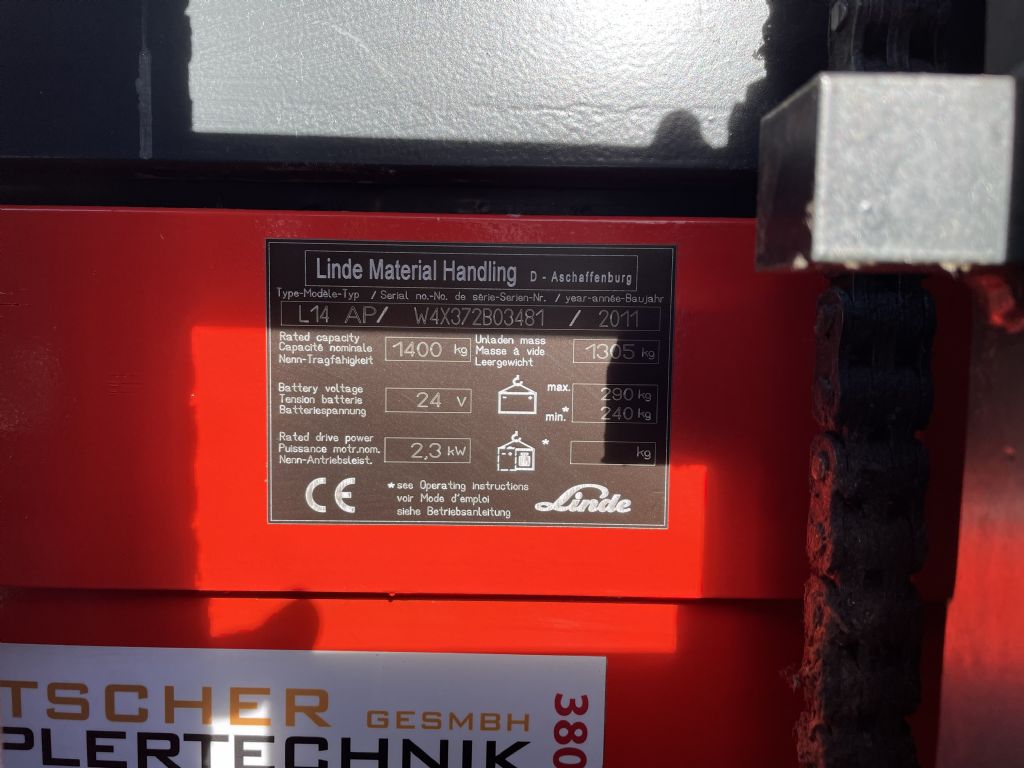 Linde Material Handling D - Aschaffenburg
Type-Modèle-Typ / Serial no.-No. de série-Serien-Nr. / year-année-Baujahr
L14 AP/ W4X372B03481 / 2011
Rated capacity
Capacité nominale
Nenn-Tragfähigkeit
1400 kg
Unladen mass
Masse à vide
Leergewicht
1305 kg
Battery voltage
Tension batterie
Batteriespannung
24 V
max. 290 kg
min.* 240 kg
Rated drive power
Puissance motr.nom.
Nenn-Antriebsleist.
2,3 kW
* kg
CE
*see Operating instructions
voir Mode d'emploi
siehe Betriebsanleitung
Linde
TSCHER GESMBH
PLERTECHNIK
380